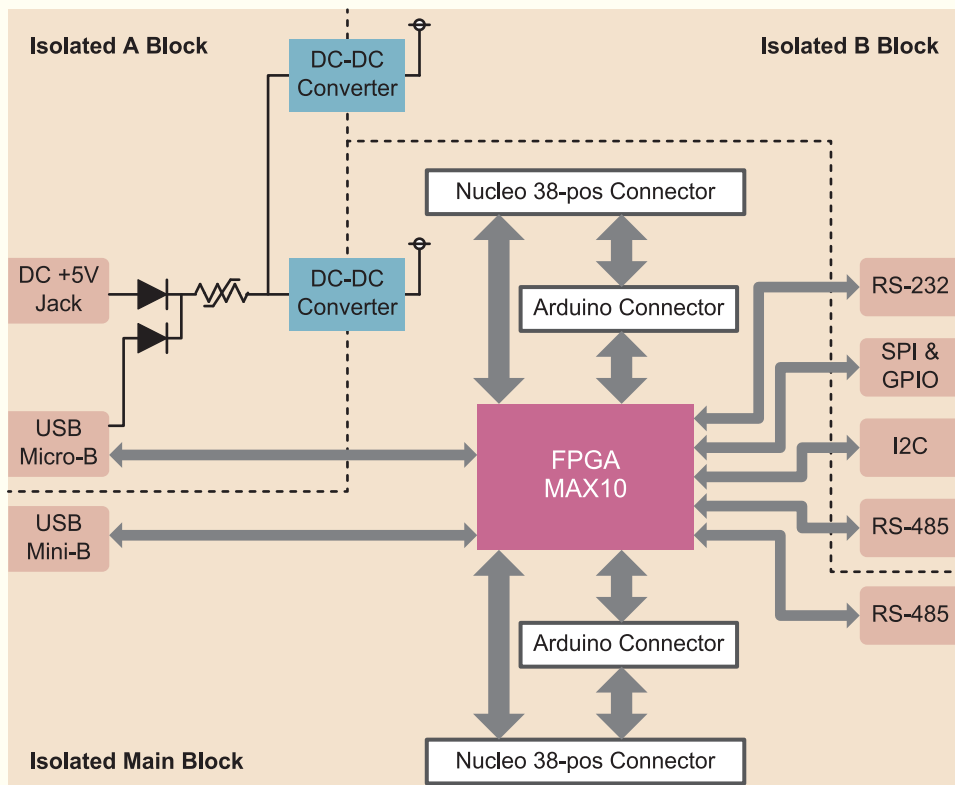 Isolated A Block
DC-DC
Converter
Isolated B Block
Nucleo 38-pos Connector
DC +5V
Jack
DC-DC
Converter
Arduino Connector
RS-232
SPI &
GPIO
USB
Micro-B
FPGA
MAX10
I2C
USB
Mini-B
RS-485
RS-485
Arduino Connector
Isolated Main Block
Nucleo 38-pos Connector